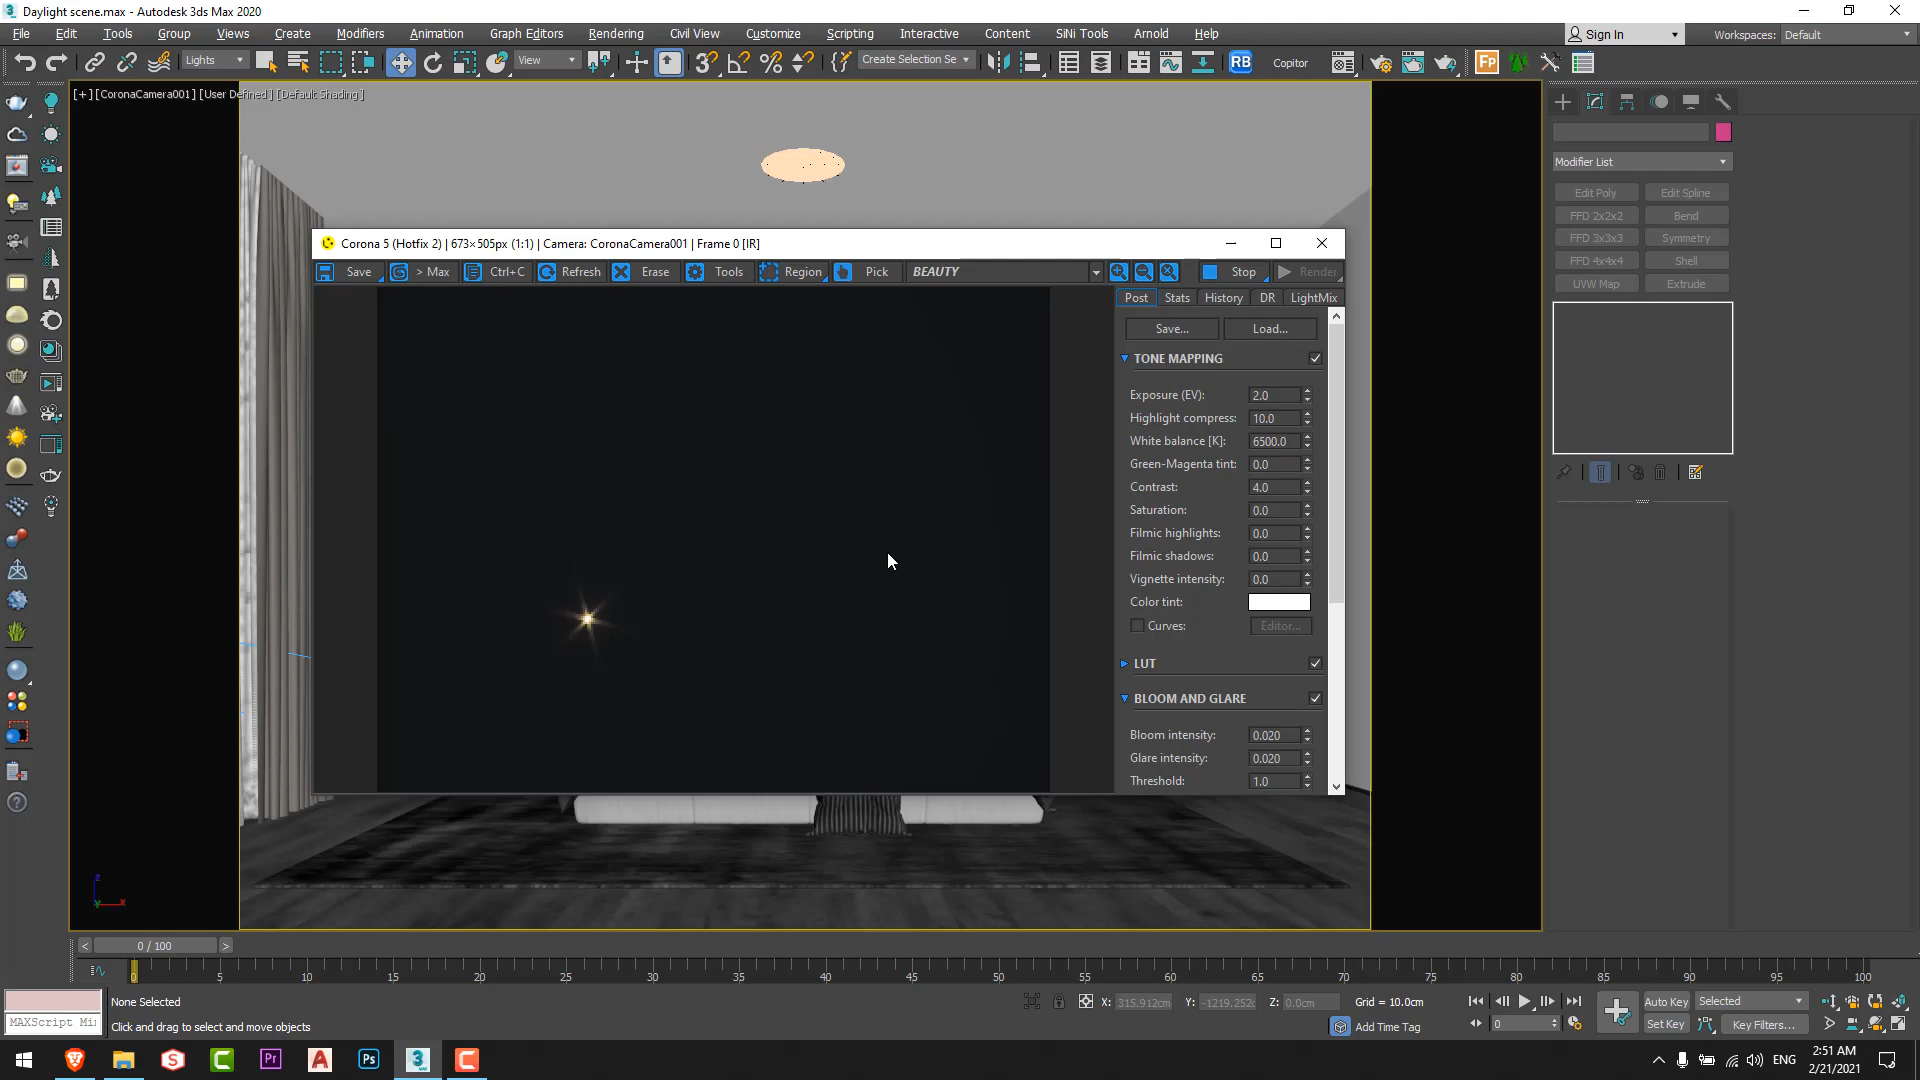 Daylight scene.max - Autodesk 3ds Max 2020
File Edit Tools Group Views Create Modifiers Animation Graph Editors Rendering Civil View Customize Scripting Interactive Content SiNi Tools Arnold Help Sign In Workspaces: Default
Lights View Create Selection Se RB Copitor Fp
[+] [CoronaCamera001] [User Defined] [Default Shading]
Modifier List
Edit Poly Edit Spline
FFD 2x2x2 Bend
FFD 3x3x3 Symmetry
FFD 4x4x4 Shell
UVW Map Extrude
Corona 5 (Hotfix 2) | 673×505px (1:1) | Camera: CoronaCamera001 | Frame 0 [IR]
Save > Max Ctrl+C Refresh Erase Tools Region Pick BEAUTY Stop Render
Post Stats History DR LightMix
Save... Load...
TONE MAPPING
Exposure (EV): 2.0
Highlight compress: 10.0
White balance [K]: 6500.0
Green-Magenta tint: 0.0
Contrast: 4.0
Saturation: 0.0
Filmic highlights: 0.0
Filmic shadows: 0.0
Vignette intensity: 0.0
Color tint:
Curves: Editor...
LUT
BLOOM AND GLARE
Bloom intensity: 0.020
Glare intensity: 0.020
Threshold: 1.0
z
y x
< 0 / 100 >
0 5 10 15 20 25 30 35 40 45 50 55 60 65 70 75 80 85 90 95 100
None Selected X: 315.912cm Y: -1219.252c Z: 0.0cm Grid = 10.0cm Auto Key Selected
MAXScript Mi Click and drag to select and move objects Add Time Tag 0 Set Key Key Filters...
Pr Ps 3 ENG 2:51 AM
2/21/2021